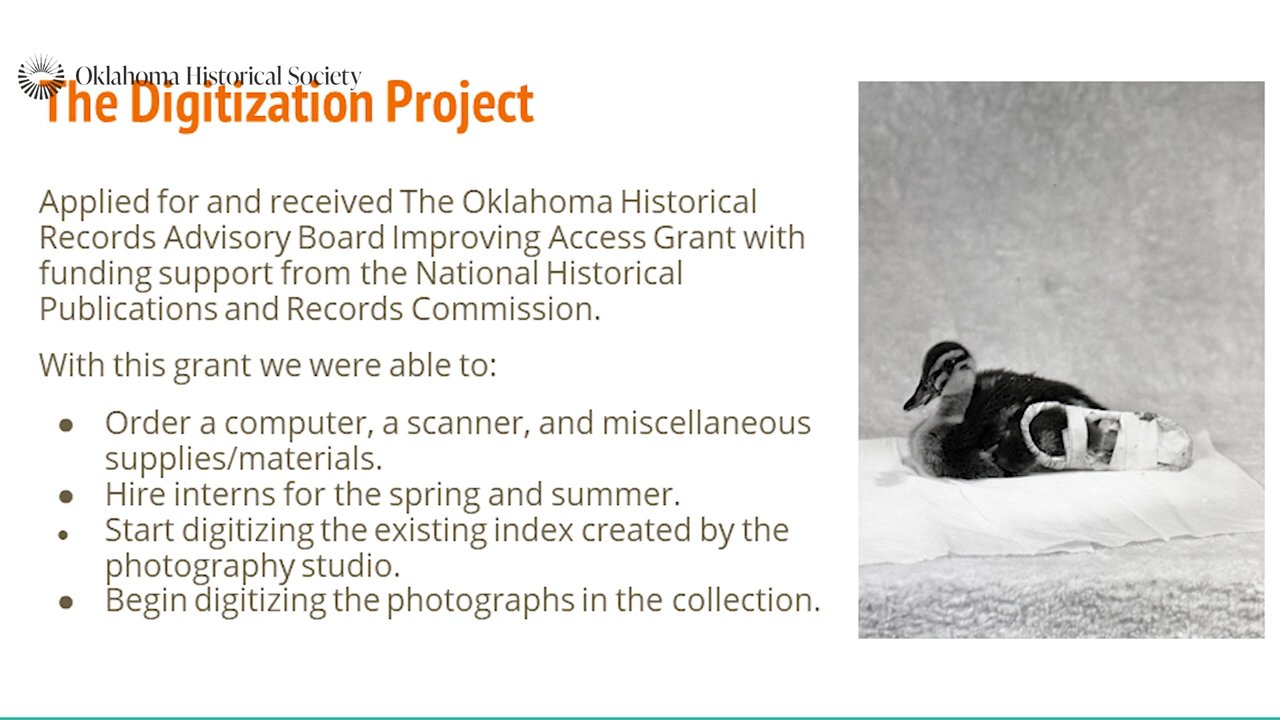 Oklahoma Historical Society
The Digitization Project
Applied for and received The Oklahoma Historical
Records Advisory Board Improving Access Grant with
funding support from the National Historical
Publications and Records Commission.
With this grant we were able to:
● Order a computer, a scanner, and miscellaneous
supplies/materials.
● Hire interns for the spring and summer.
● Start digitizing the existing index created by the
photography studio.
● Begin digitizing the photographs in the collection.